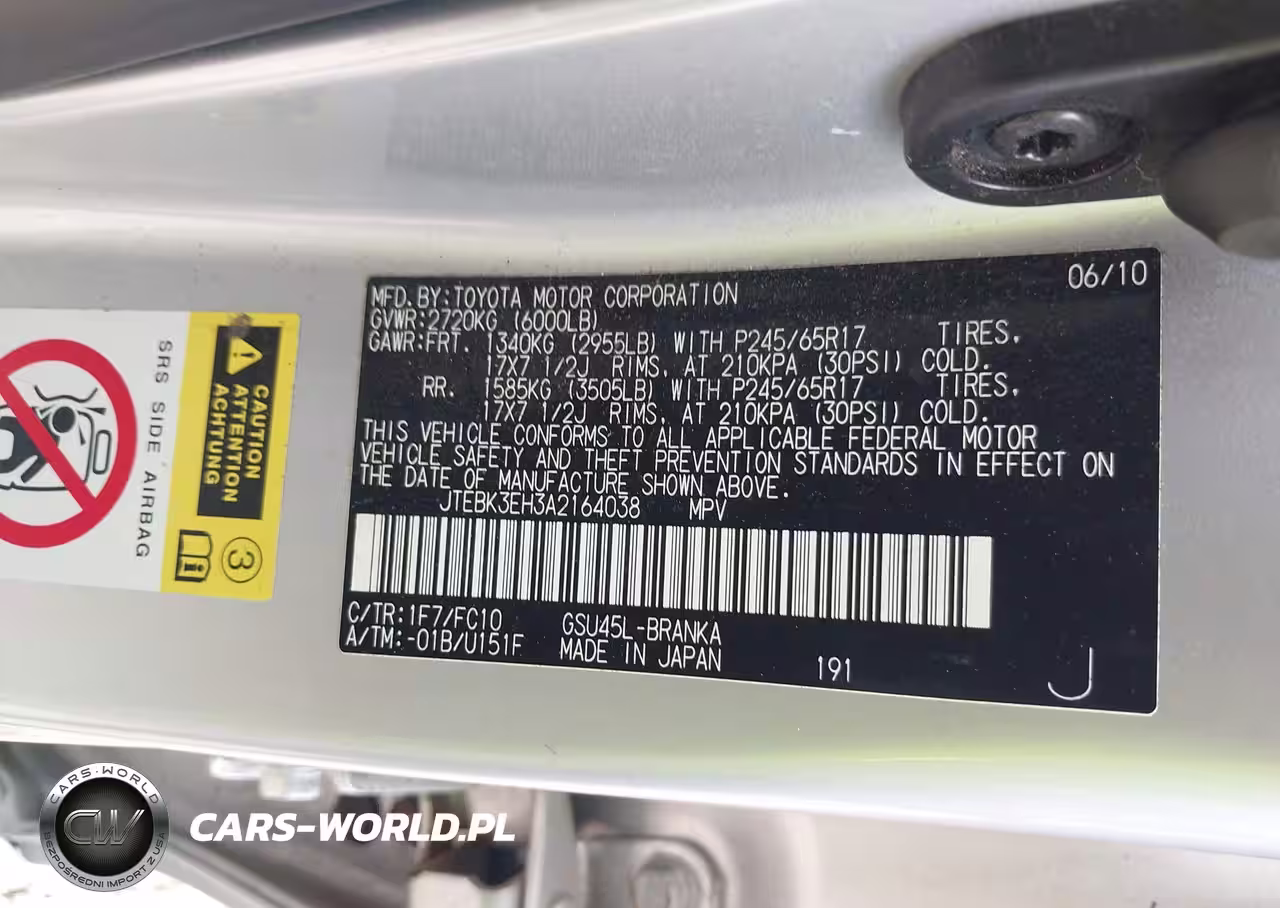 06/10
MFD. BY: TOYOTA MOTOR CORPORATION
GVWR: 2720KG (6000LB)
GAWR: FRT. 1340KG (2955LB) WITH P245/65R17 TIRES.
17X7 1/2J RIMS, AT 210KPA (30PSI) COLD.
RR. 1585KG (3505LB) WITH P245/65R17 TIRES,
17X7 1/2J RIMS, AT 210KPA (30PSI) COLD.
THIS VEHICLE CONFORMS TO ALL APPLICABLE FEDERAL MOTOR
VEHICLE SAFETY AND THEFT PREVENTION STANDARDS IN EFFECT ON
THE DATE OF MANUFACTURE SHOWN ABOVE.
JTEBK3EH3A2164038 MPV
C/TR: 1F7/FC10 GSU45L-BRANKA
A/TM: -01B/U151F MADE IN JAPAN
191
J
CAUTION
ATTENTION
ACHTUNG
3
SRS SIDE AIRBAG
CARS-WORLD
CW
BEZPOŚREDNI IMPORT Z USA
CARS-WORLD.PL